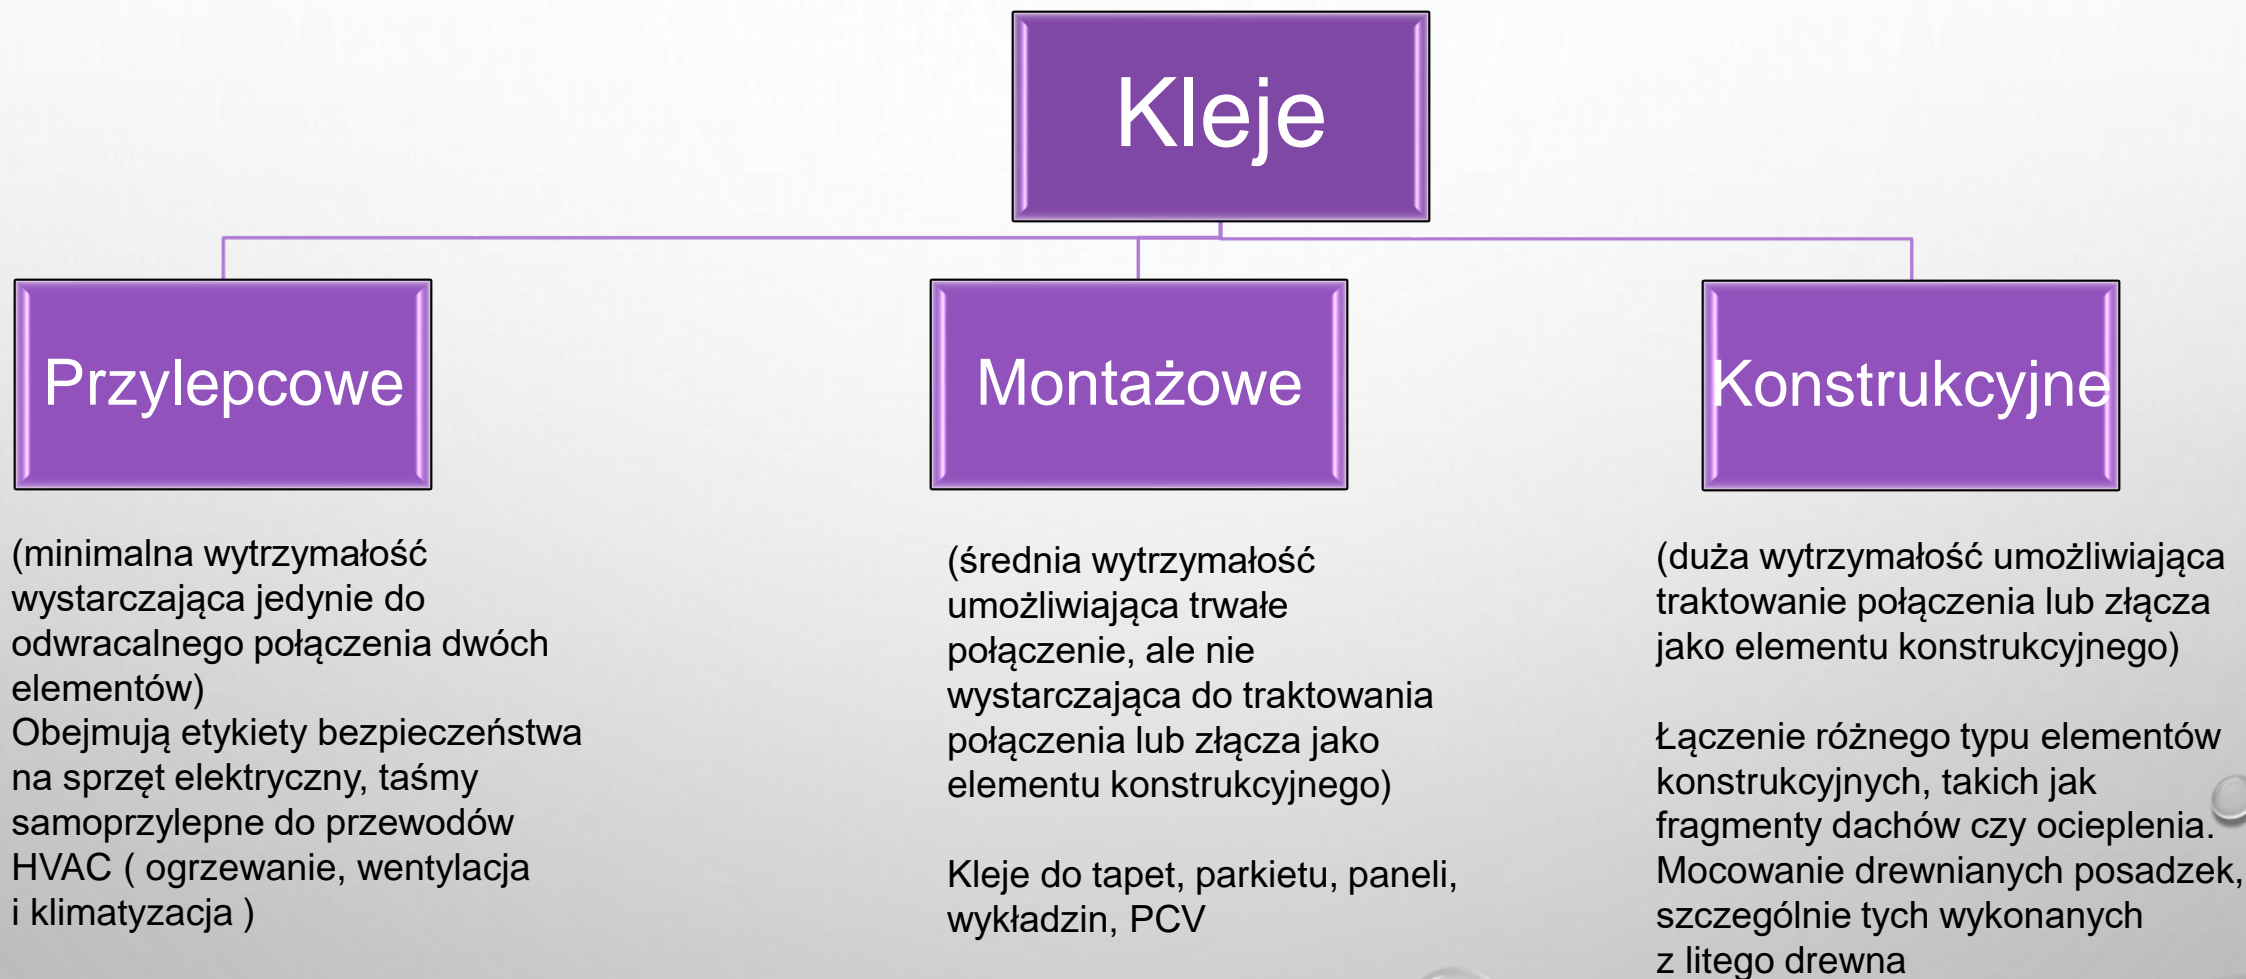 Kleje
Przylepcowe
Montażowe
Konstrukcyjne
(minimalna wytrzymałość
wystarczająca jedynie do
odwracalnego połączenia dwóch
elementów)
Obejmują etykiety bezpieczeństwa
na sprzęt elektryczny, taśmy
samoprzylepne do przewodów
HVAC ( ogrzewanie, wentylacja
i klimatyzacja )
(średnia wytrzymałość
umożliwiająca trwałe
połączenie, ale nie
wystarczająca do traktowania
połączenia lub złącza jako
elementu konstrukcyjnego)
Kleje do tapet, parkietu, paneli,
wykładzin, PCV
(duża wytrzymałość umożliwiająca
traktowanie połączenia lub złącza
jako elementu konstrukcyjnego)
Łączenie różnego typu elementów
konstrukcyjnych, takich jak
fragmenty dachów czy ocieplenia.
Mocowanie drewnianych posadzek,
szczególnie tych wykonanych
z litego drewna